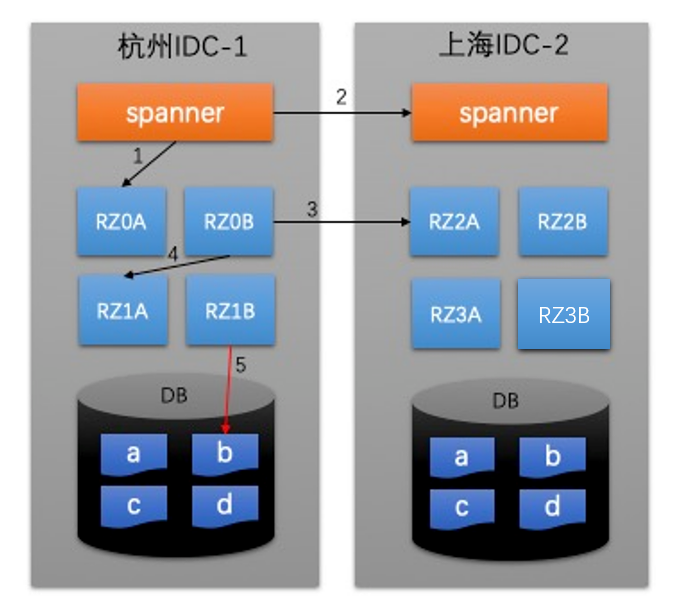 杭州IDC-1
上海IDC-2
spanner
2
spanner
1
RZ0A
RZ0B
3
RZ2A
RZ2B
4
RZ1A
RZ1B
RZ3A
RZ3B
5
DB
DB
a
b
a
b
c
d
c
d